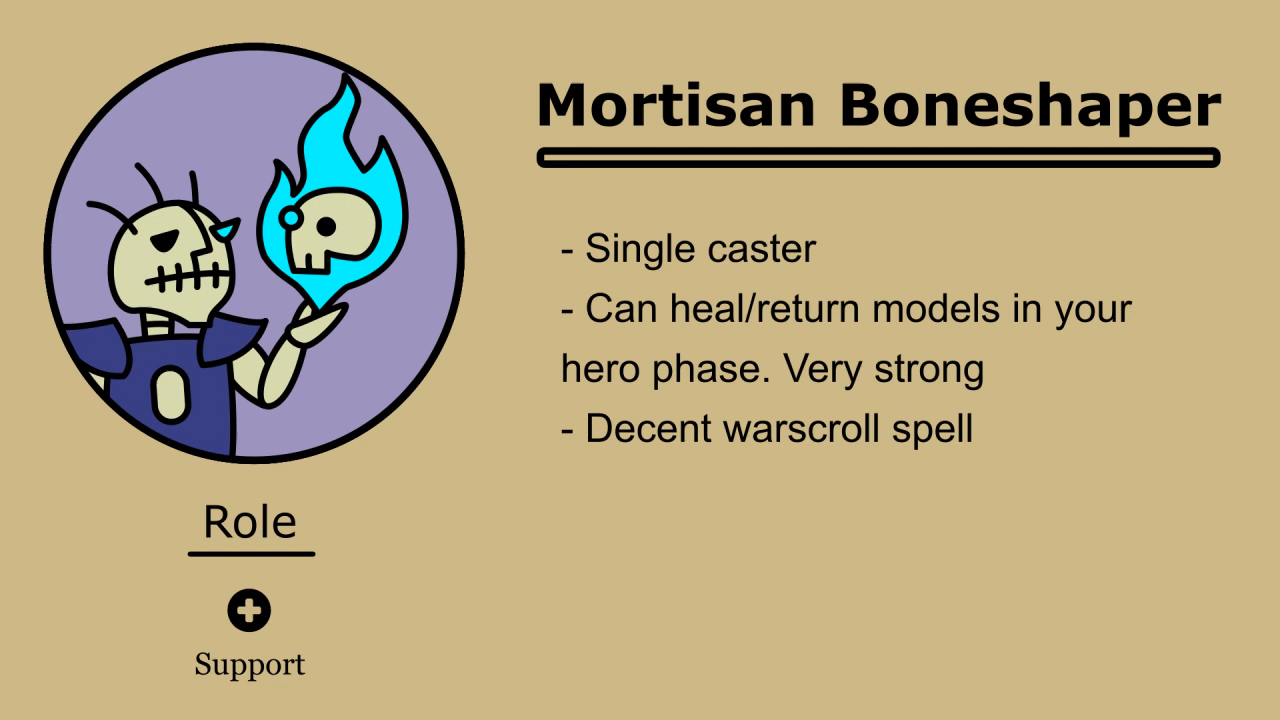 Mortisan Boneshaper
- Single caster
- Can heal/return models in your
hero phase. Very strong
- Decent warscroll spell
Role
Support